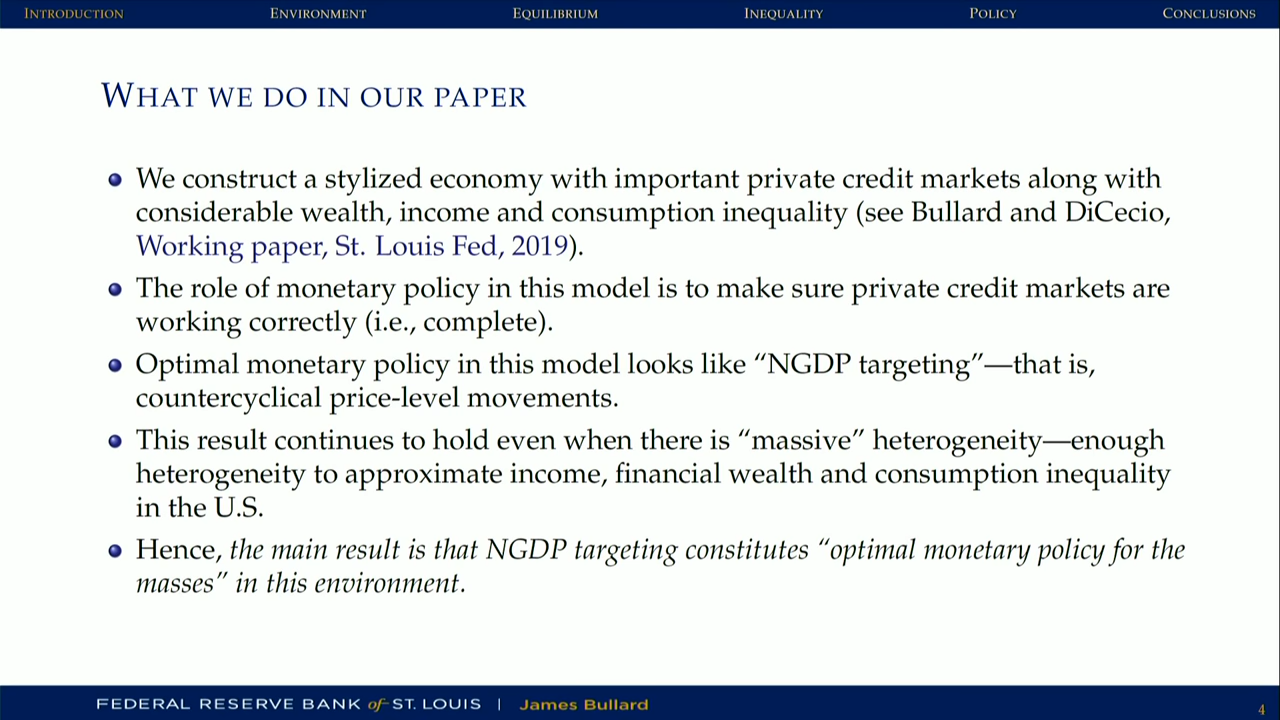 INTRODUCTION ENVIRONMENT EQUILIBRIUM INEQUALITY POLICY CONCLUSIONS
WHAT WE DO IN OUR PAPER
We construct a stylized economy with important private credit markets along with
considerable wealth, income and consumption inequality (see Bullard and DiCecio,
Working paper, St. Louis Fed, 2019).
The role of monetary policy in this model is to make sure private credit markets are
working correctly (i.e., complete).
Optimal monetary policy in this model looks like “NGDP targeting”—that is,
countercyclical price-level movements.
This result continues to hold even when there is “massive” heterogeneity—enough
heterogeneity to approximate income, financial wealth and consumption inequality
in the U.S.
Hence, the main result is that NGDP targeting constitutes “optimal monetary policy for the
masses” in this environment.
FEDERAL RESERVE BANK of ST. LOUIS | James Bullard
4